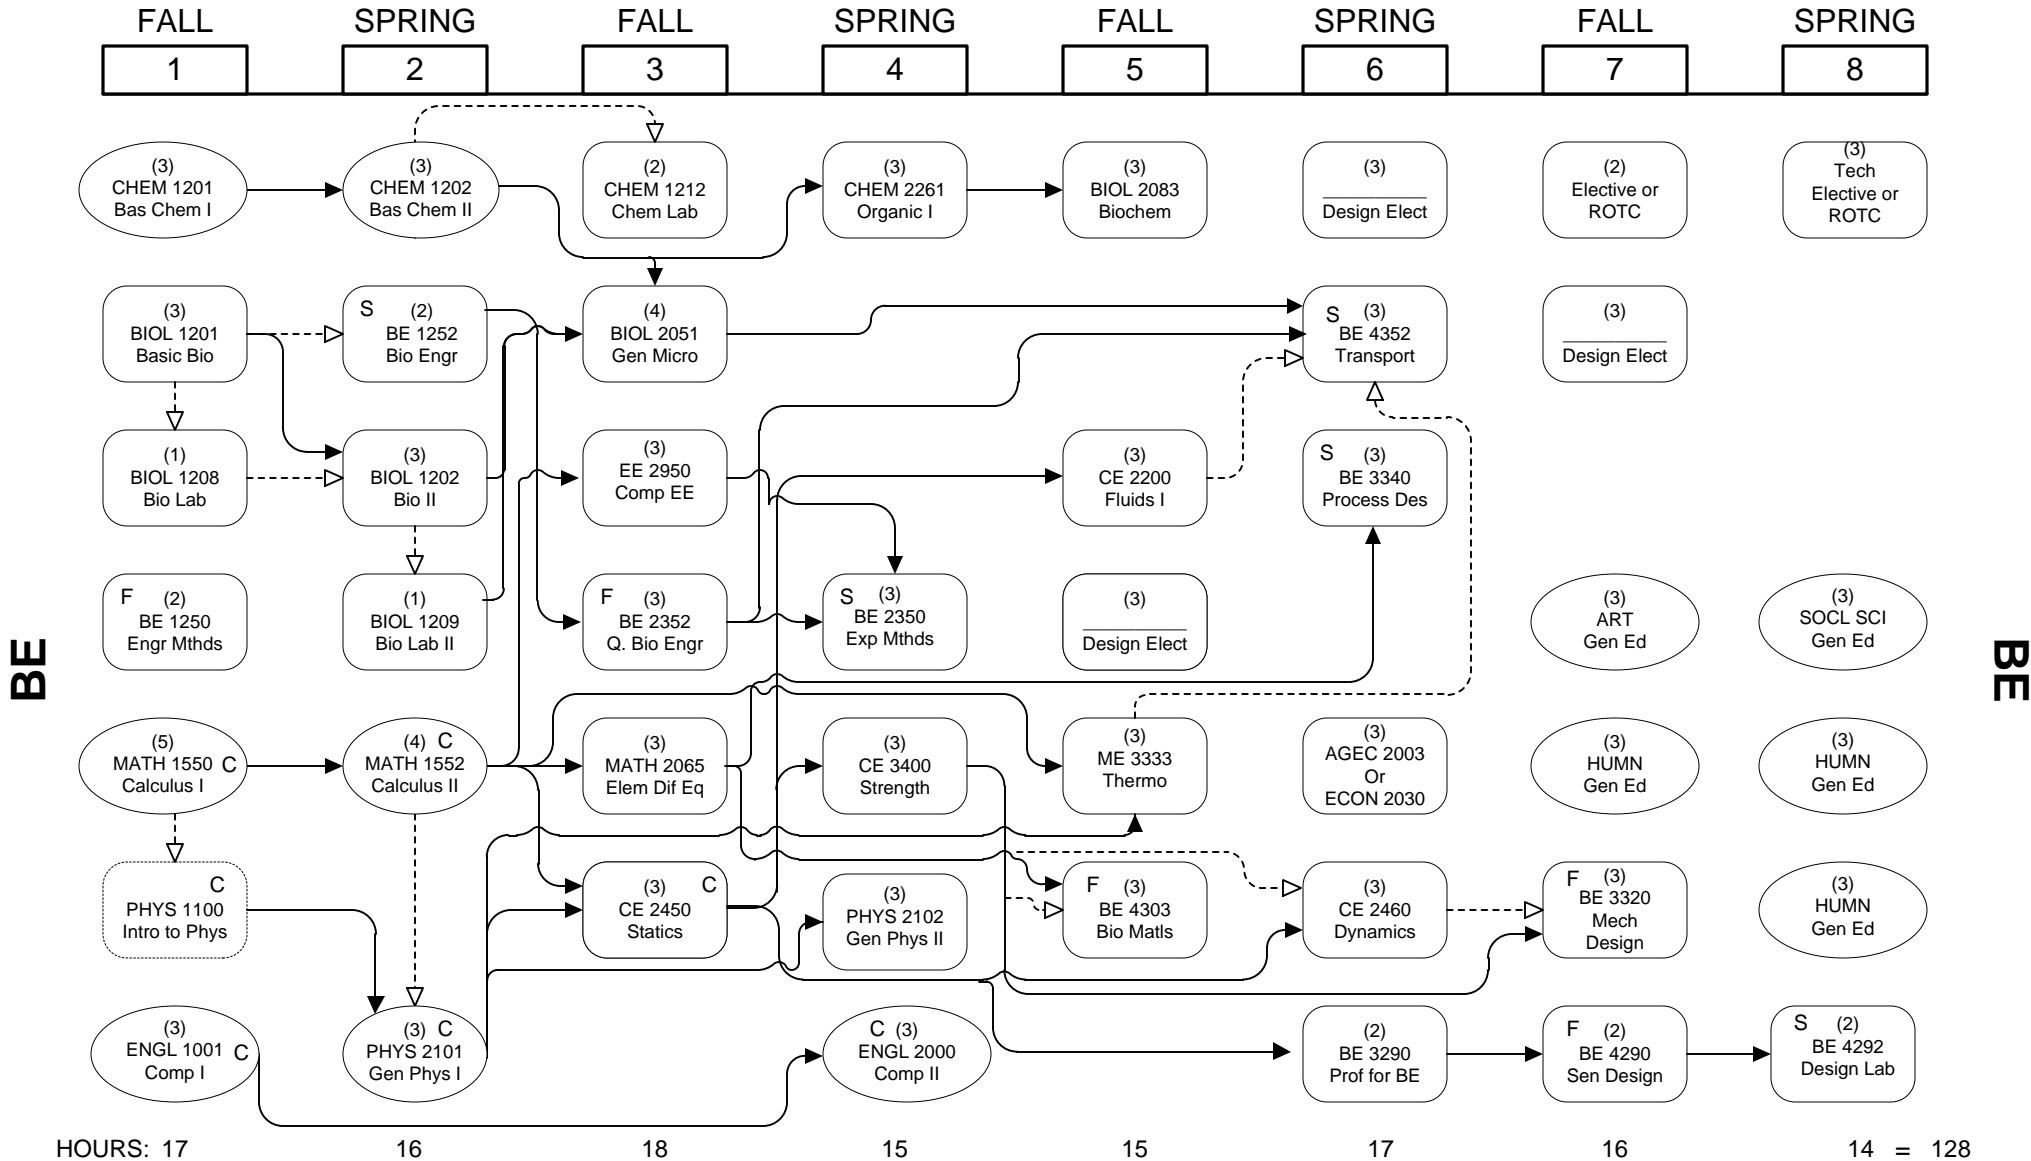 FALL SPRING FALL SPRING FALL SPRING FALL SPRING
1 2 3 4 5 6 7 8
(3)
CHEM 1201
Bas Chem I
(3)
CHEM 1202
Bas Chem II
(2)
CHEM 1212
Chem Lab
(3)
CHEM 2261
Organic I
(3)
BIOL 2083
Biochem
(3)
__________
Design Elect
(2)
Elective or
ROTC
(3)
Tech
Elective or
ROTC
(3)
BIOL 1201
Basic Bio
S (2)
BE 1252
Bio Engr
(4)
BIOL 2051
Gen Micro
S (3)
BE 4352
Transport
(3)
__________
Design Elect
(1)
BIOL 1208
Bio Lab
(3)
BIOL 1202
Bio II
(3)
EE 2950
Comp EE
(3)
CE 2200
Fluids I
S (3)
BE 3340
Process Des
F (2)
BE 1250
Engr Mthds
(1)
BIOL 1209
Bio Lab II
F (3)
BE 2352
Q. Bio Engr
S (3)
BE 2350
Exp Mthds
(3)
__________
Design Elect
(3)
ART
Gen Ed
(3)
SOCL SCI
Gen Ed
BE
BE
(5)
MATH 1550 C
Calculus I
(4) C
MATH 1552
Calculus II
(3)
MATH 2065
Elem Dif Eq
(3)
CE 3400
Strength
(3)
ME 3333
Thermo
(3)
AGEC 2003
Or
ECON 2030
(3)
HUMN
Gen Ed
(3)
HUMN
Gen Ed
C
PHYS 1100
Intro to Phys
(3) C
CE 2450
Statics
(3)
PHYS 2102
Gen Phys II
F (3)
BE 4303
Bio Matls
(3)
CE 2460
Dynamics
F (3)
BE 3320
Mech
Design
(3)
HUMN
Gen Ed
(3)
ENGL 1001 C
Comp I
(3) C
PHYS 2101
Gen Phys I
C (3)
ENGL 2000
Comp II
(2)
BE 3290
Prof for BE
F (2)
BE 4290
Sen Design
S (2)
BE 4292
Design Lab
HOURS: 17 16 18 15 15 17 16 14 = 128